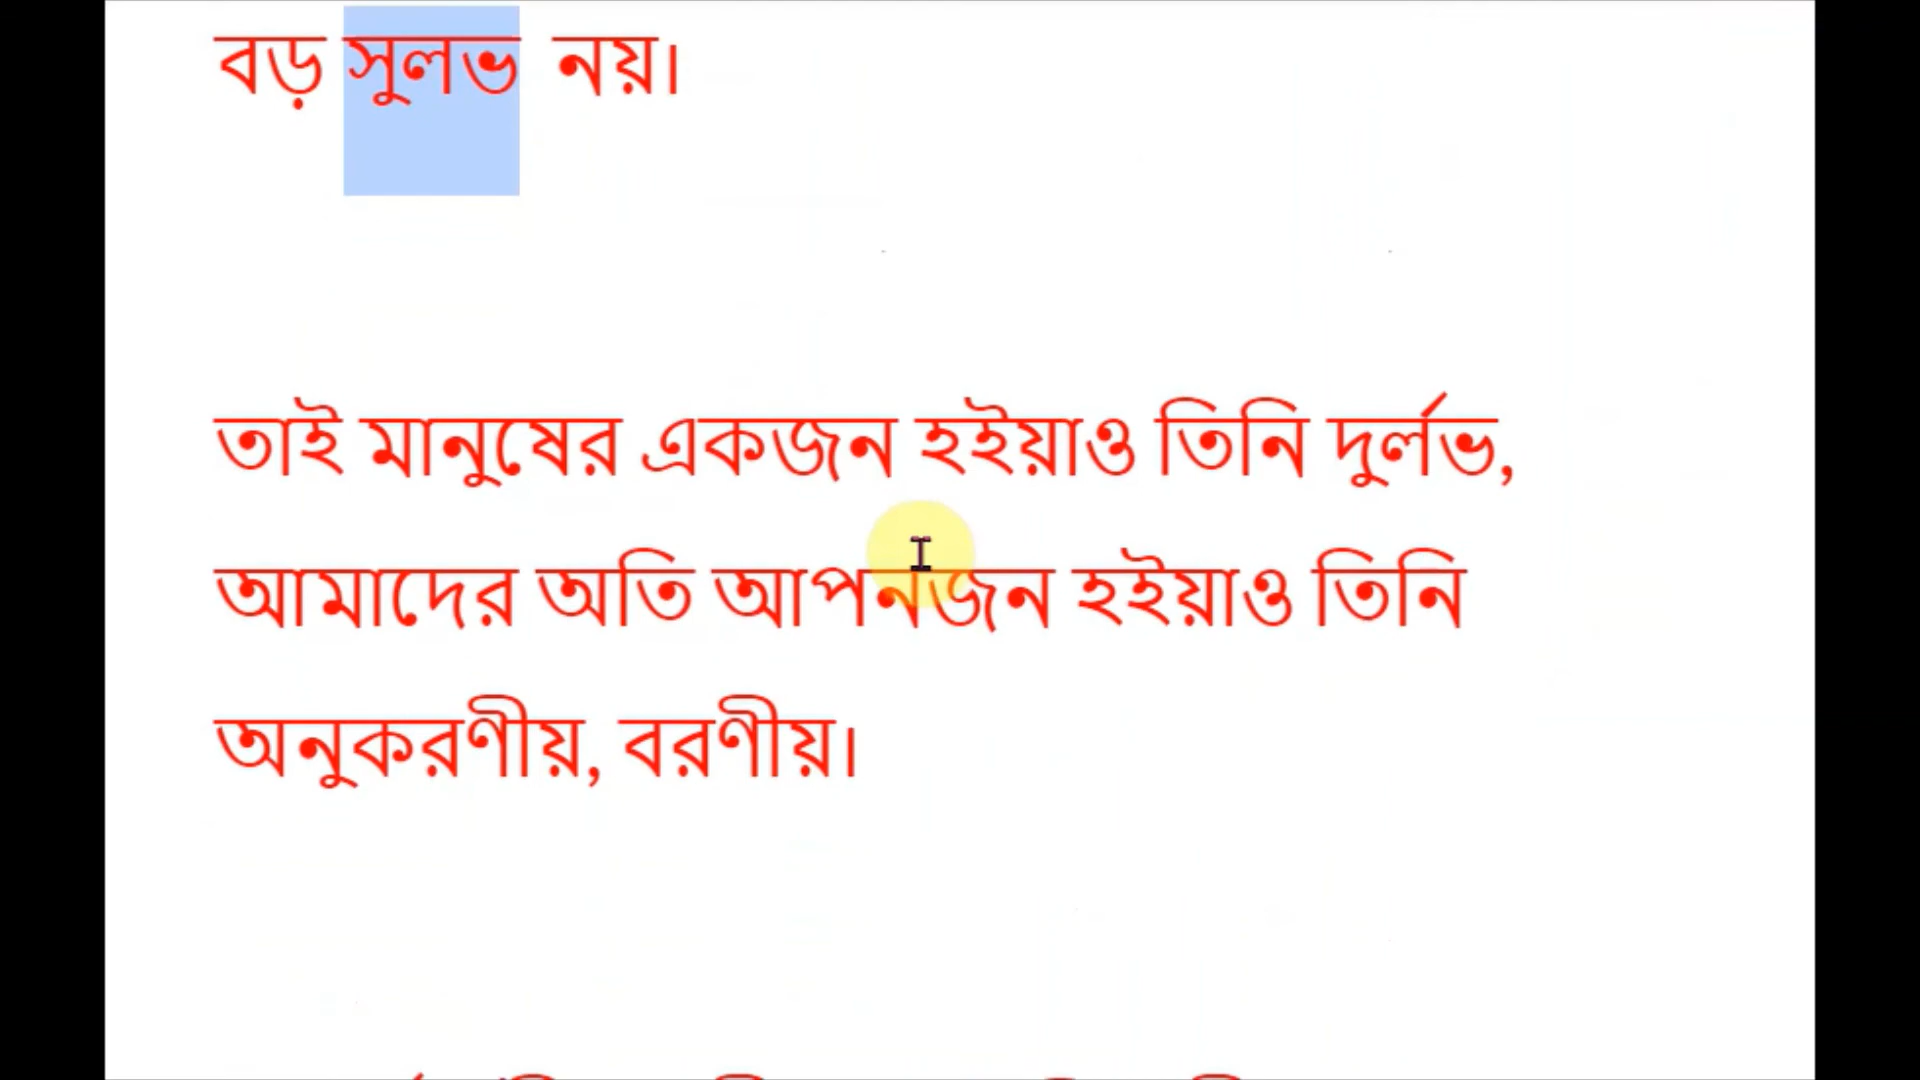 বড় সুলভ নয়।
তাই মানুষের একজন হইয়াও তিনি দুর্লভ,
আমাদের অতি আপনজন হইয়াও তিনি
অনুকরণীয়, বরণীয়।